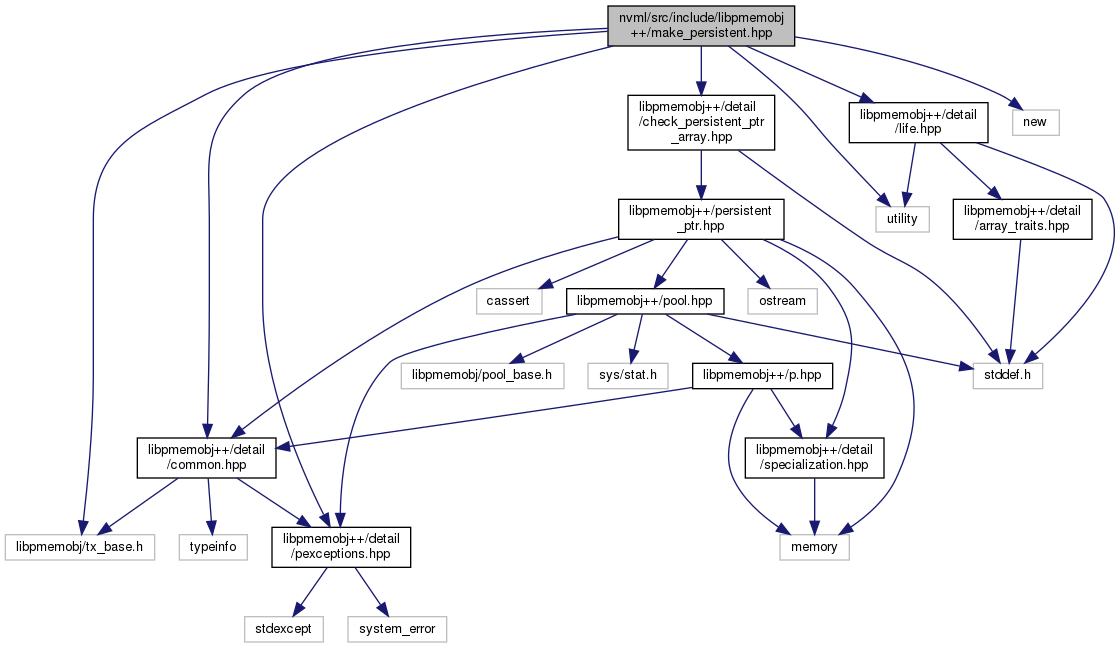 nvml/src/include/libpmemobj
++/make_persistent.hpp
libpmemobj++/detail
/check_persistent_ptr
_array.hpp
libpmemobj++/detail
/life.hpp
new
libpmemobj++/persistent
_ptr.hpp
utility
libpmemobj++/detail
/array_traits.hpp
cassert
libpmemobj++/pool.hpp
ostream
libpmemobj/pool_base.h
sys/stat.h
libpmemobj++/p.hpp
stddef.h
libpmemobj++/detail
/common.hpp
libpmemobj++/detail
/specialization.hpp
libpmemobj/tx_base.h
typeinfo
libpmemobj++/detail
/pexceptions.hpp
memory
stdexcept
system_error